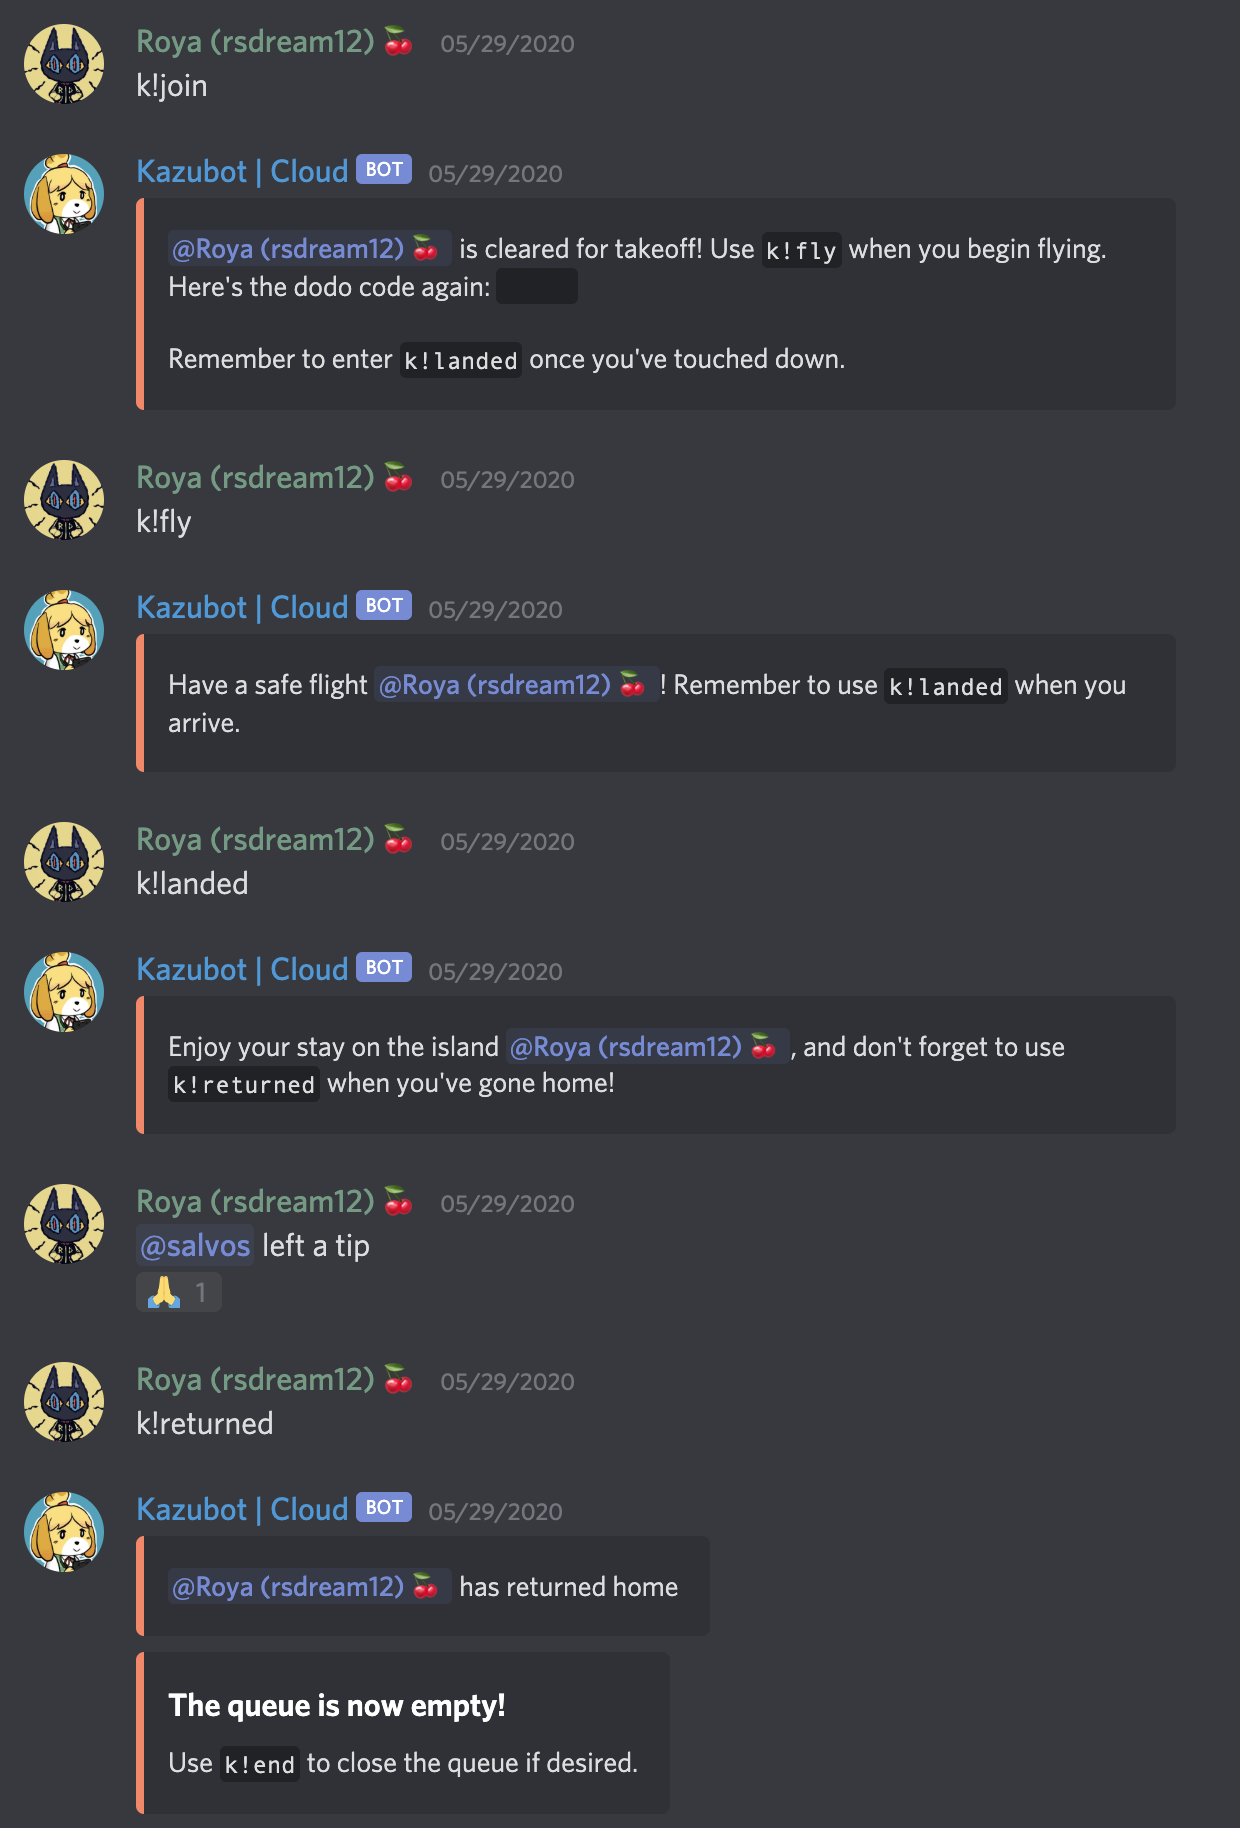 Roya (rsdream12) 🍒 05/29/2020
k!join
Kazubot | Cloud BOT 05/29/2020
@Roya (rsdream12) 🍒 is cleared for takeoff! Use k!fly when you begin flying.
Here's the dodo code again:
Remember to enter k!landed once you've touched down.
Roya (rsdream12) 🍒 05/29/2020
k!fly
Kazubot | Cloud BOT 05/29/2020
Have a safe flight @Roya (rsdream12) 🍒 ! Remember to use k!landed when you
arrive.
Roya (rsdream12) 🍒 05/29/2020
k!landed
Kazubot | Cloud BOT 05/29/2020
Enjoy your stay on the island @Roya (rsdream12) 🍒 , and don't forget to use
k!returned when you've gone home!
Roya (rsdream12) 🍒 05/29/2020
@salvos left a tip
🙏 1
Roya (rsdream12) 🍒 05/29/2020
k!returned
Kazubot | Cloud BOT 05/29/2020
@Roya (rsdream12) 🍒 has returned home
The queue is now empty!
Use k!end to close the queue if desired.